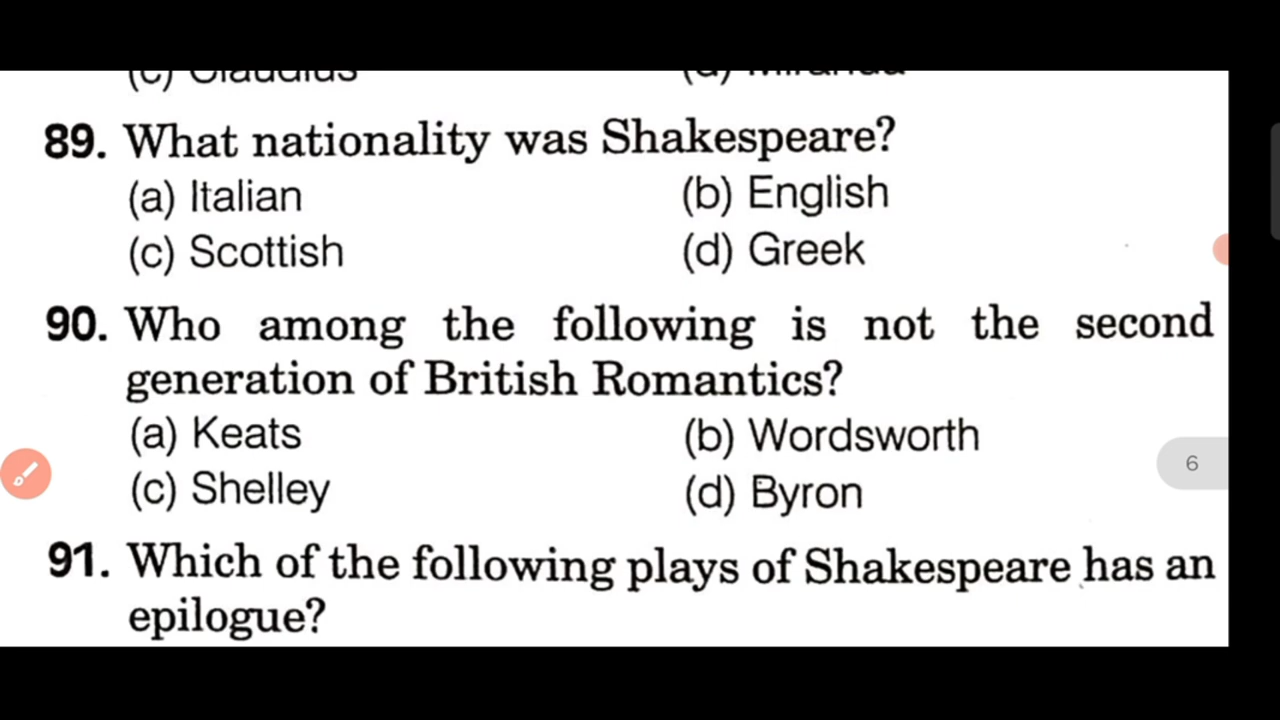 (c) Claudius (d) Miranda
89. What nationality was Shakespeare?
(a) Italian (b) English
(c) Scottish (d) Greek
90. Who among the following is not the second
generation of British Romantics?
(a) Keats (b) Wordsworth
(c) Shelley (d) Byron
6
91. Which of the following plays of Shakespeare has an
epilogue?